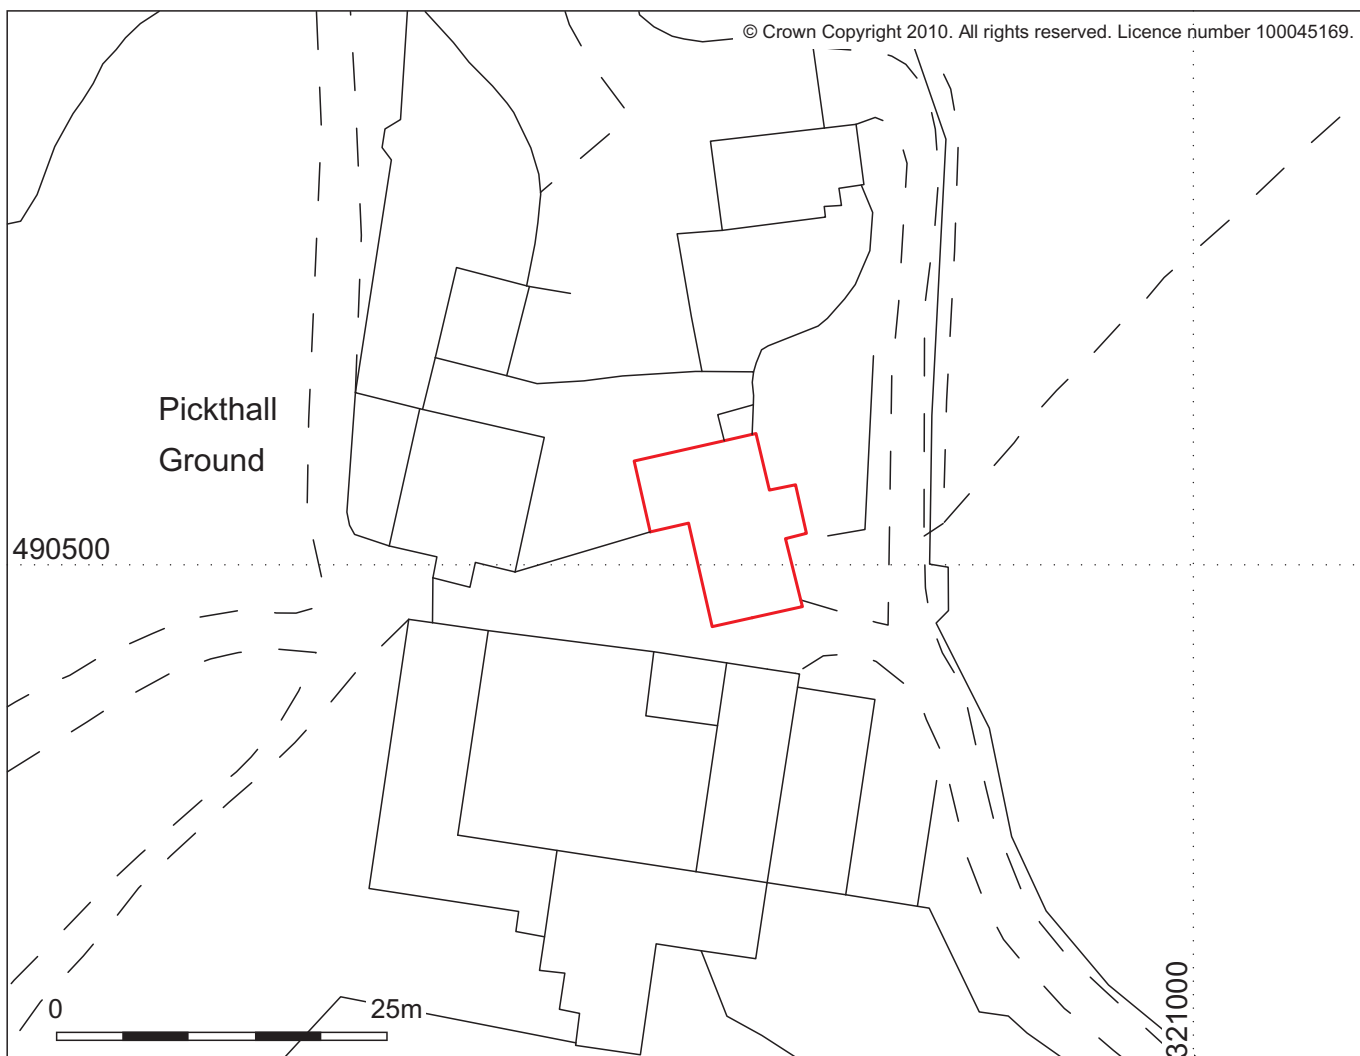 © Crown Copyright 2010. All rights reserved. Licence number 100045169.
Pickthall
Ground
490500
321000
0 25m